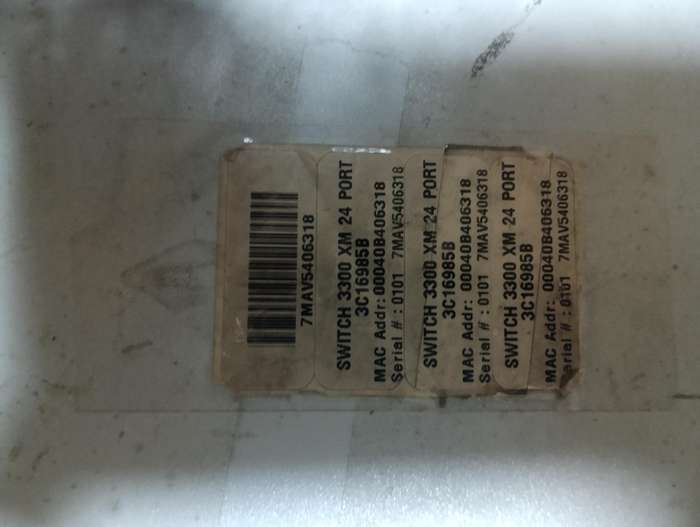 7MAV5406318
SWITCH 3300 XM 24 PORT
3C16985B
MAC Addr: 00040B406318
Serial # : 0101 7MAV5406318
SWITCH 3300 XM 24 PORT
3C16985B
MAC Addr: 00040B406318
Serial # : 0101 7MAV5406318
SWITCH 3300 XM 24 PORT
3C16985B
MAC Addr: 00040B406318
Serial # : 0101 7MAV5406318